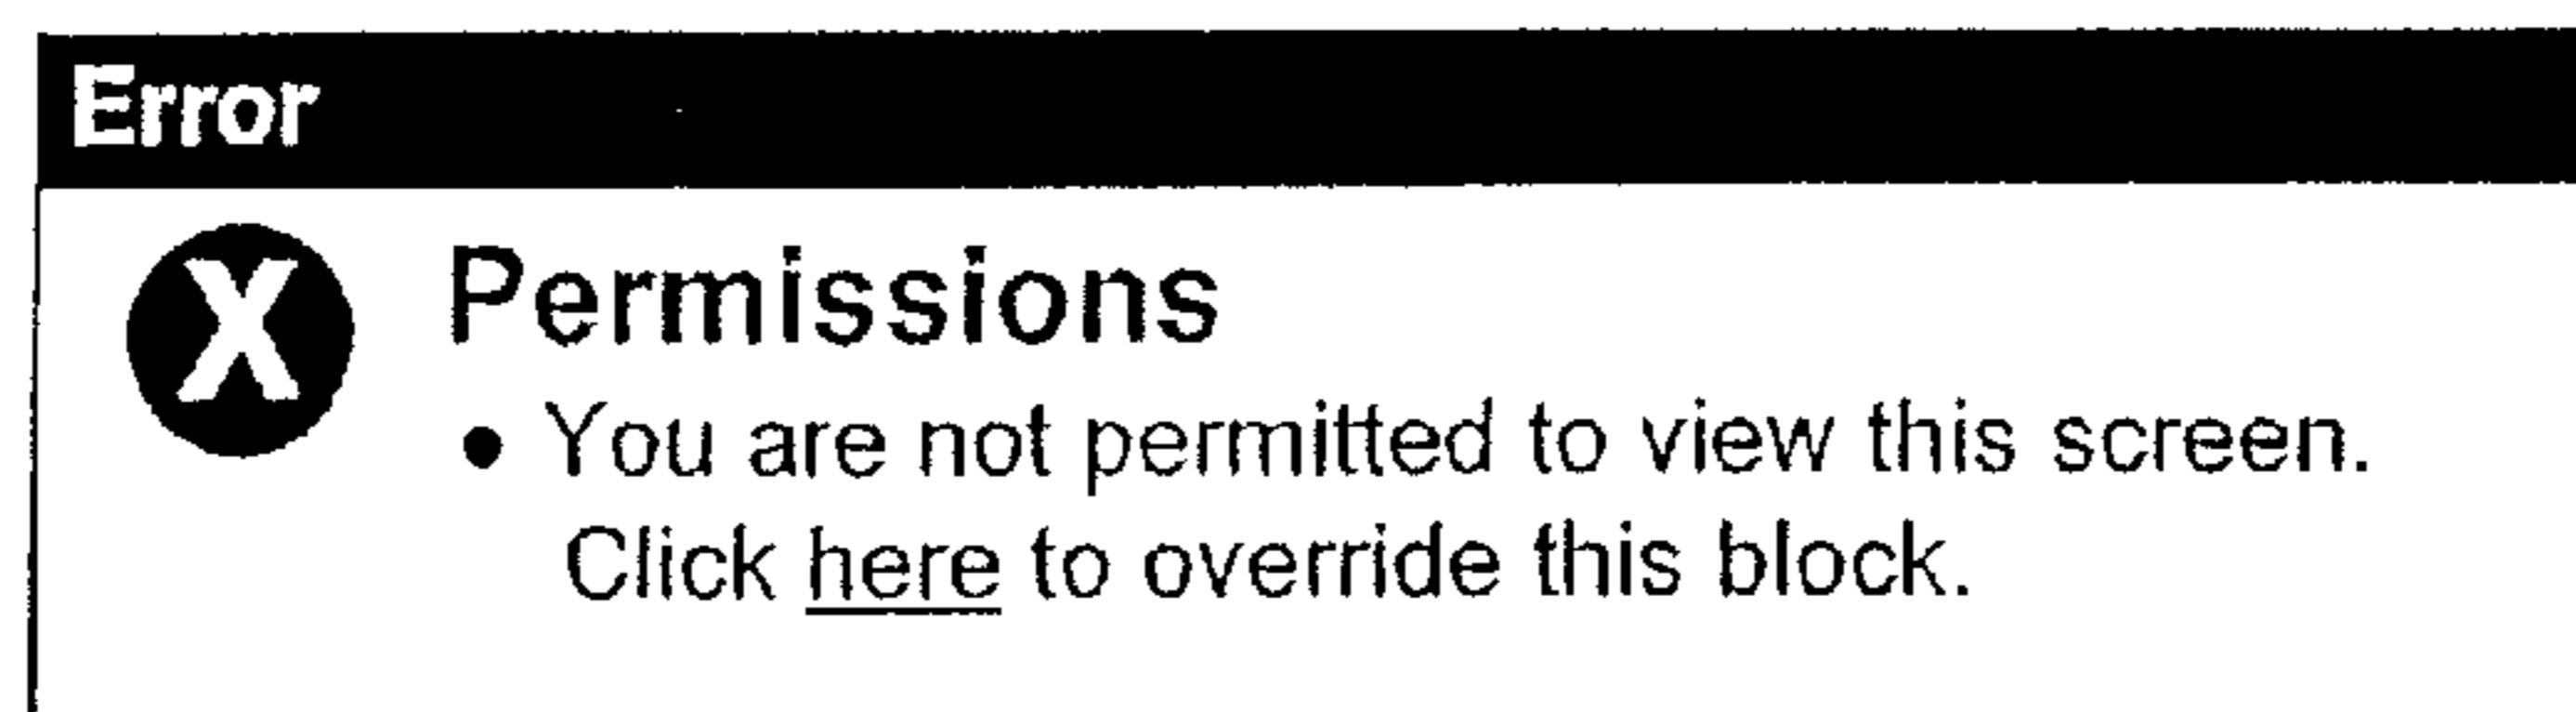 Error
X
Permissions
• You are not permitted to view this screen.
Click here to override this block.